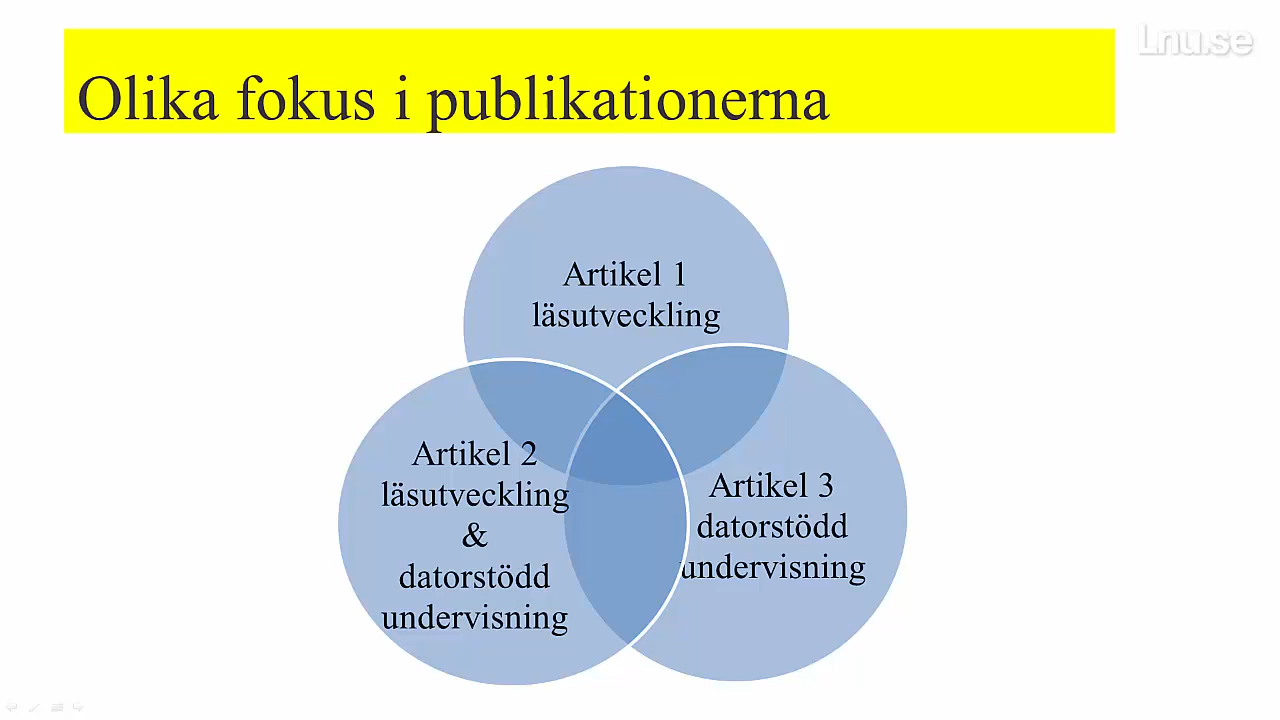 Lnu.se
Olika fokus i publikationerna
Artikel 1
läsutveckling
Artikel 2
läsutveckling
&
datorstödd
undervisning
Artikel 3
datorstödd
undervisning